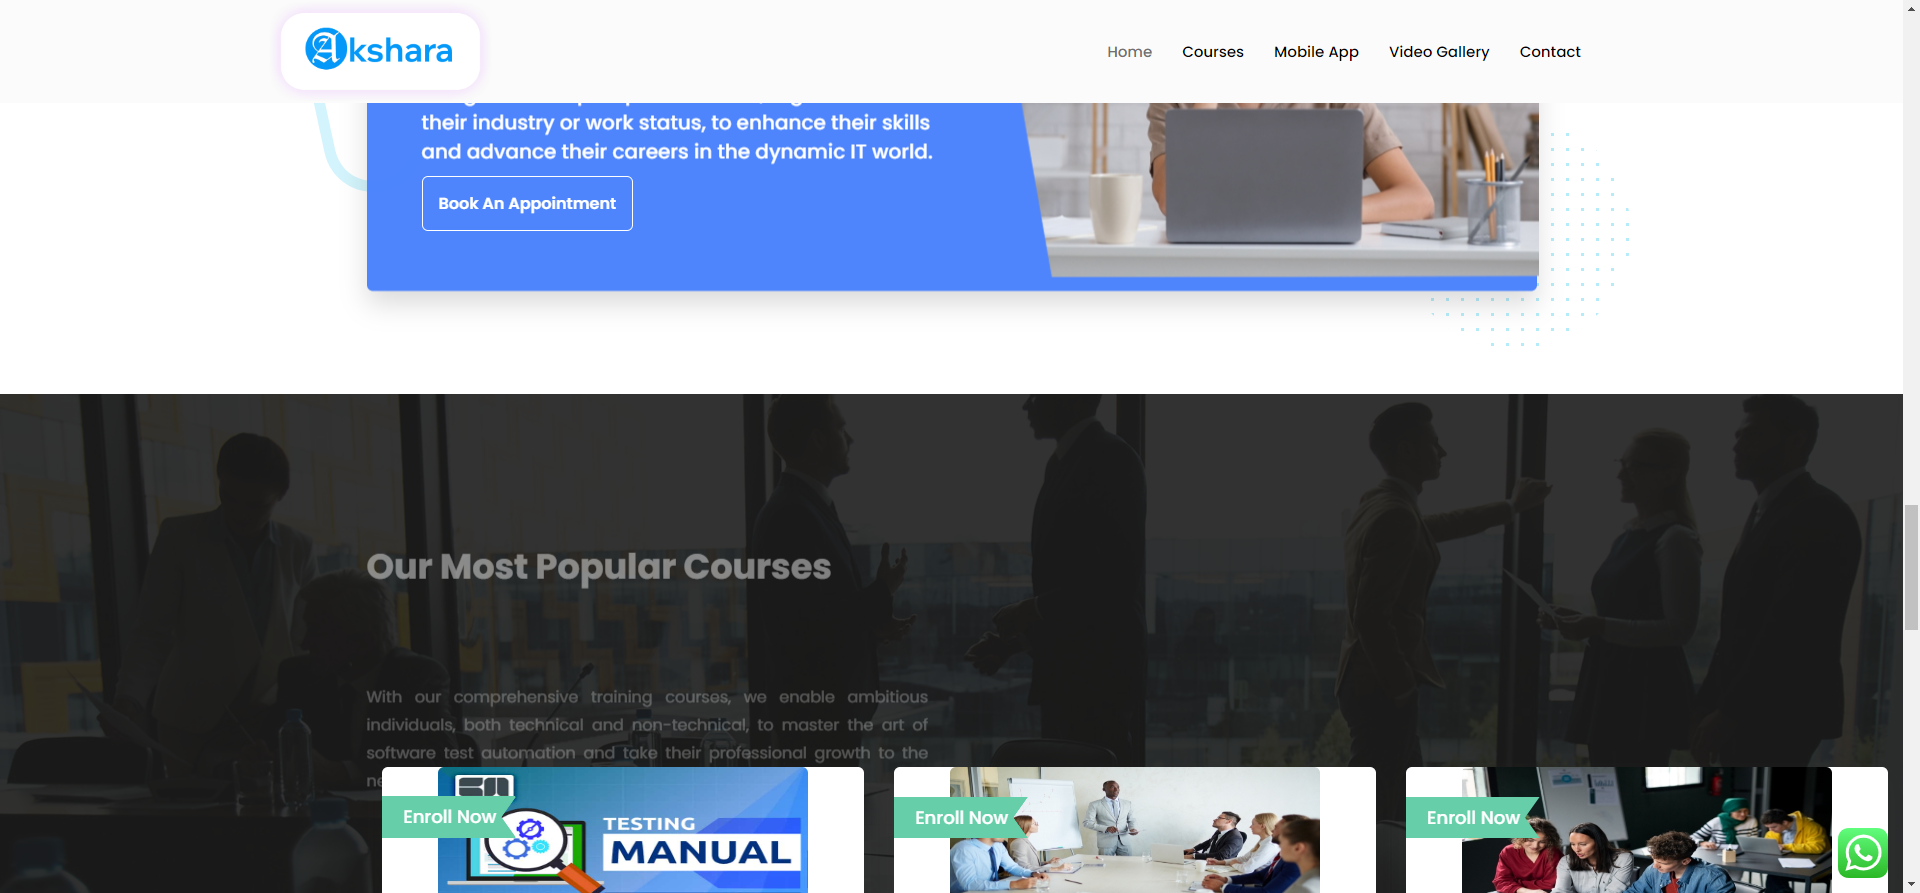 Akshara
Home Courses Mobile App Video Gallery Contact
their industry or work status, to enhance their skills
and advance their careers in the dynamic IT world.
Book An Appointment
Our Most Popular Courses
With our comprehensive training courses, we enable ambitious
individuals, both technical and non-technical, to master the art of
software test automation and take their professional growth to the
Enroll Now
TESTING
MANUAL
Enroll Now
Enroll Now